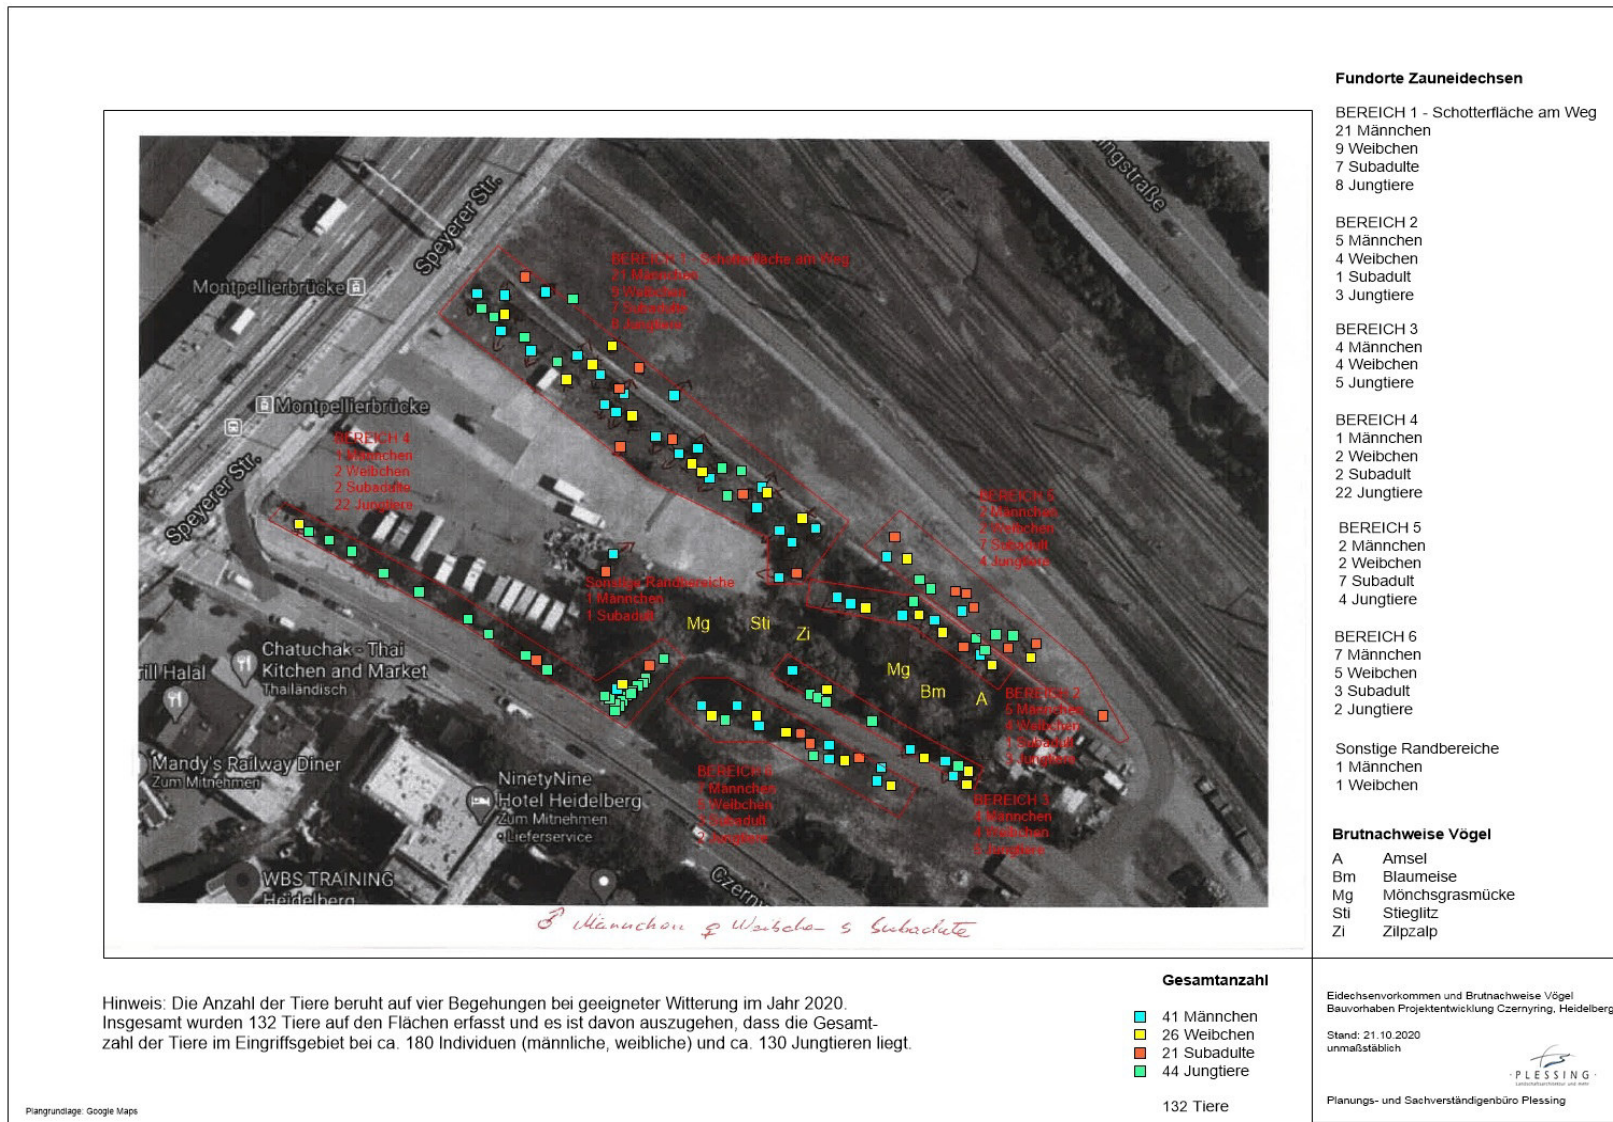 Fundorte Zauneidechsen
BEREICH 1 - Schotterfläche am Weg
21 Männchen
9 Weibchen
7 Subadulte
8 Jungtiere
BEREICH 2
5 Männchen
4 Weibchen
1 Subadult
3 Jungtiere
BEREICH 3
4 Männchen
4 Weibchen
5 Jungtiere
BEREICH 4
1 Männchen
2 Weibchen
2 Subadult
22 Jungtiere
BEREICH 5
2 Männchen
2 Weibchen
7 Subadult
4 Jungtiere
BEREICH 6
7 Männchen
5 Weibchen
3 Subadult
2 Jungtiere
Sonstige Randbereiche
1 Männchen
1 Weibchen
Brutnachweise Vögel
A Amsel
Bm Blaumeise
Mg Mönchsgrasmücke
Sti Stieglitz
Zi Zilpzalp
ingstraße
Speyerer Str.
Montpellierbrücke
BEREICH 1 - Schotterfläche am Weg
21 Männchen
9 Weibchen
7 Subadulte
8 Jungtiere
Montpellierbrücke
Speyerer Str.
BEREICH 4
1 Männchen
2 Weibchen
2 Subadulte
22 Jungtiere
BEREICH 5
2 Männchen
2 Weibchen
7 Subadult
4 Jungtiere
Sonstige Randbereiche
1 Männchen
1 Subadult
Mg
Sti
Zi
Mg
Bm
A
BEREICH 2
5 Männchen
4 Weibchen
1 Subadult
3 Jungtiere
Chatuchak - Thai
Kitchen and Market
Thailändisch
rill Halal
Mandy's Railway Diner
Zum Mitnehmen
NinetyNine
Hotel Heidelberg
Zum Mitnehmen
• Lieferservice
BEREICH 6
7 Männchen
5 Weibchen
3 Subadult
2 Jungtiere
BEREICH 3
4 Männchen
4 Weibchen
5 Jungtiere
WBS TRAINING
Heidelberg
Czerny
♂ Männchen ♀ Weibchen s Subadute
Hinweis: Die Anzahl der Tiere beruht auf vier Begehungen bei geeigneter Witterung im Jahr 2020.
Insgesamt wurden 132 Tiere auf den Flächen erfasst und es ist davon auszugehen, dass die Gesamt-
zahl der Tiere im Eingriffsgebiet bei ca. 180 Individuen (männliche, weibliche) und ca. 130 Jungtieren liegt.
Gesamtanzahl
41 Männchen
26 Weibchen
21 Subadulte
44 Jungtiere
132 Tiere
Eidechsenvorkommen und Brutnachweise Vögel
Bauvorhaben Projektentwicklung Czernyring, Heidelberg
Stand: 21.10.2020
unmaßstäblich
· PLESSING ·
Landschaftsarchitektur und mehr
Planungs- und Sachverständigenbüro Plessing
Plangrundlage: Google Maps